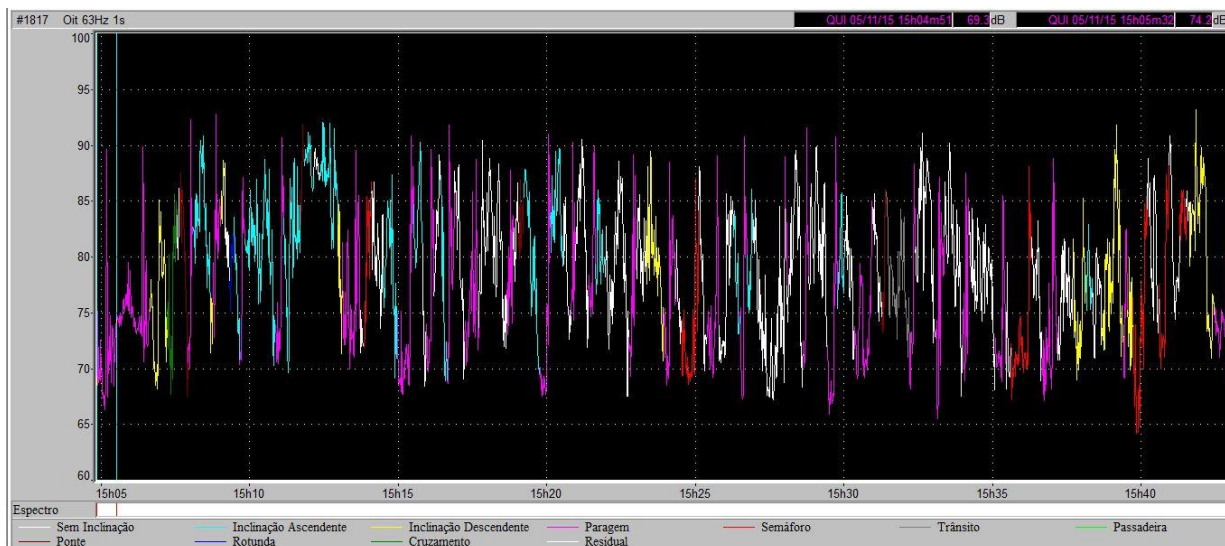 #1817 Oit 63Hz 1s QUI 05/11/15 15h04m51 69.3 dB QUI 05/11/15 15h05m32 74.2 dB
100
95
90
85
80
75
70
65
60
15h05 15h10 15h15 15h20 15h25 15h30 15h35 15h40
Espectro
Sem Inclinação Inclinação Ascendente Inclinação Descendente Paragem Semáforo Trânsito Passadeira
Ponte Rotunda Cruzamento Residual